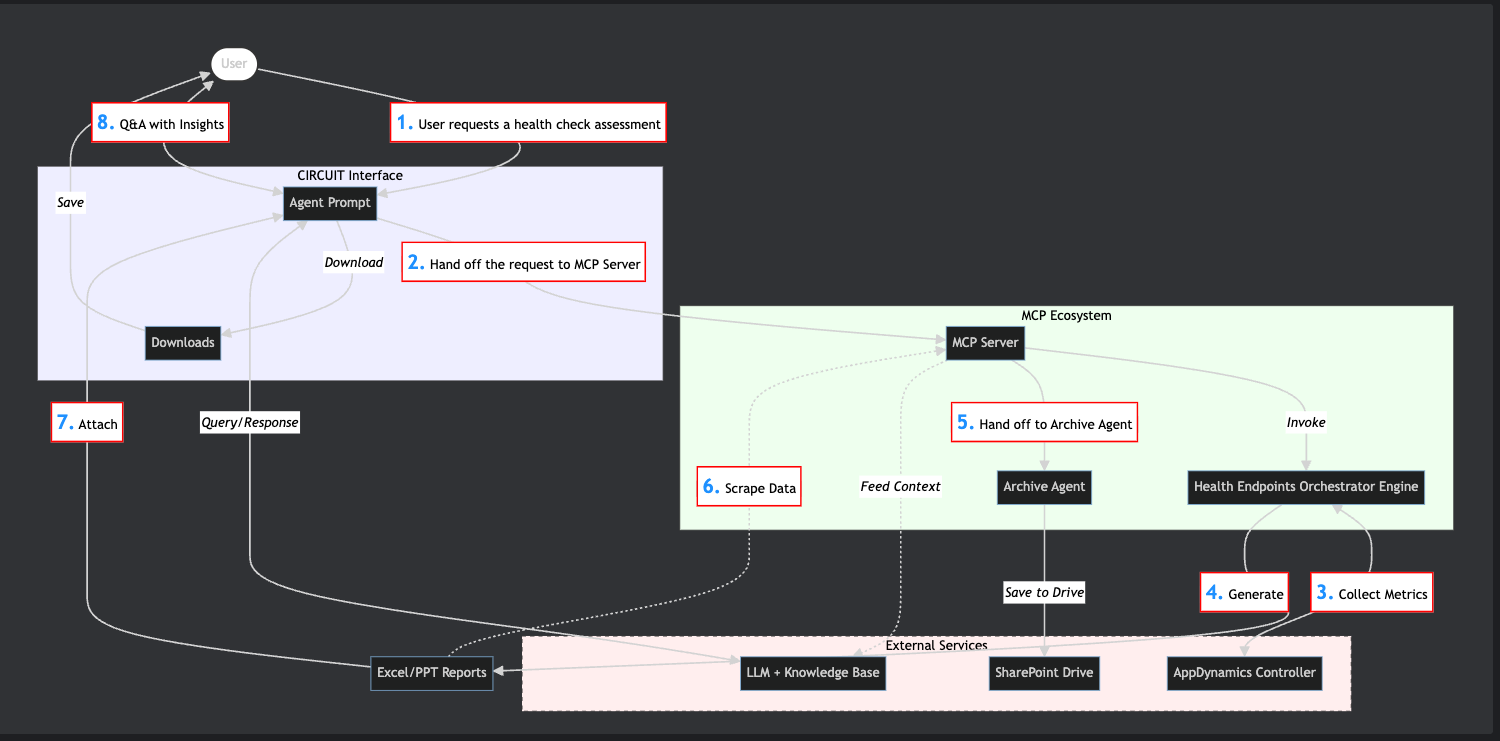 User
8. Q&A with Insights
1. User requests a health check assessment
CIRCUIT Interface
Save
Agent Prompt
Download
2. Hand off the request to MCP Server
Downloads
MCP Ecosystem
MCP Server
7. Attach
Query/Response
5. Hand off to Archive Agent
Invoke
6. Scrape Data
Feed Context
Archive Agent
Health Endpoints Orchestrator Engine
Save to Drive
4. Generate
3. Collect Metrics
External Services
Excel/PPT Reports
LLM + Knowledge Base
SharePoint Drive
AppDynamics Controller